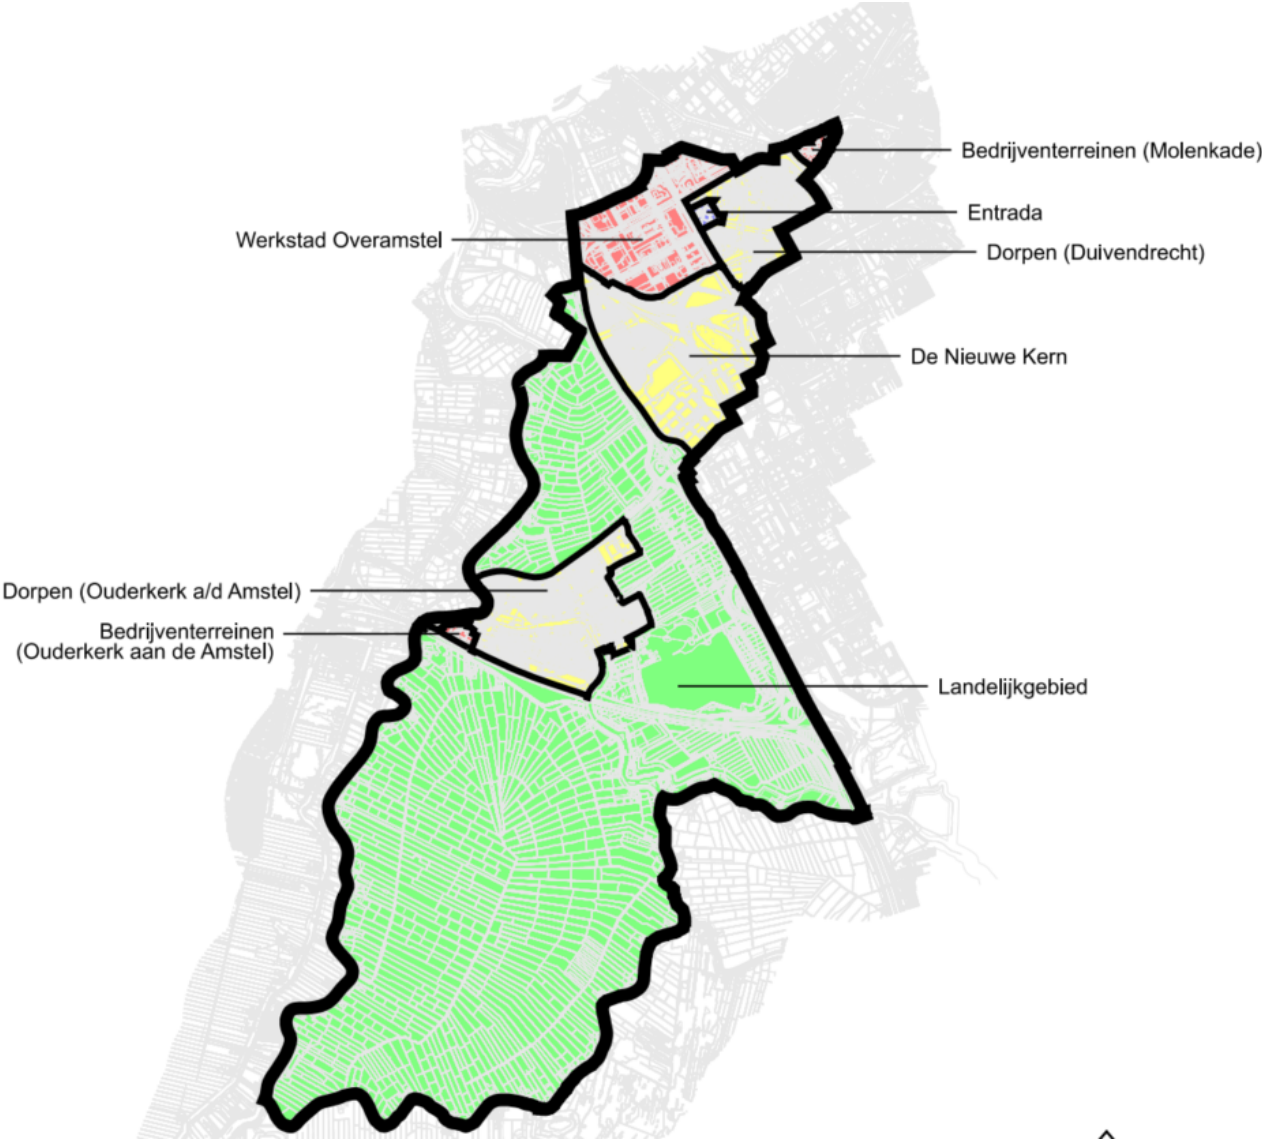 Bedrijventerreinen (Molenkade)
Entrada
Werkstad Overamstel
Dorpen (Duivendrecht)
De Nieuwe Kern
Dorpen (Ouderkerk a/d Amstel)
Bedrijventerreinen
(Ouderkerk aan de Amstel)
Landelijkgebied